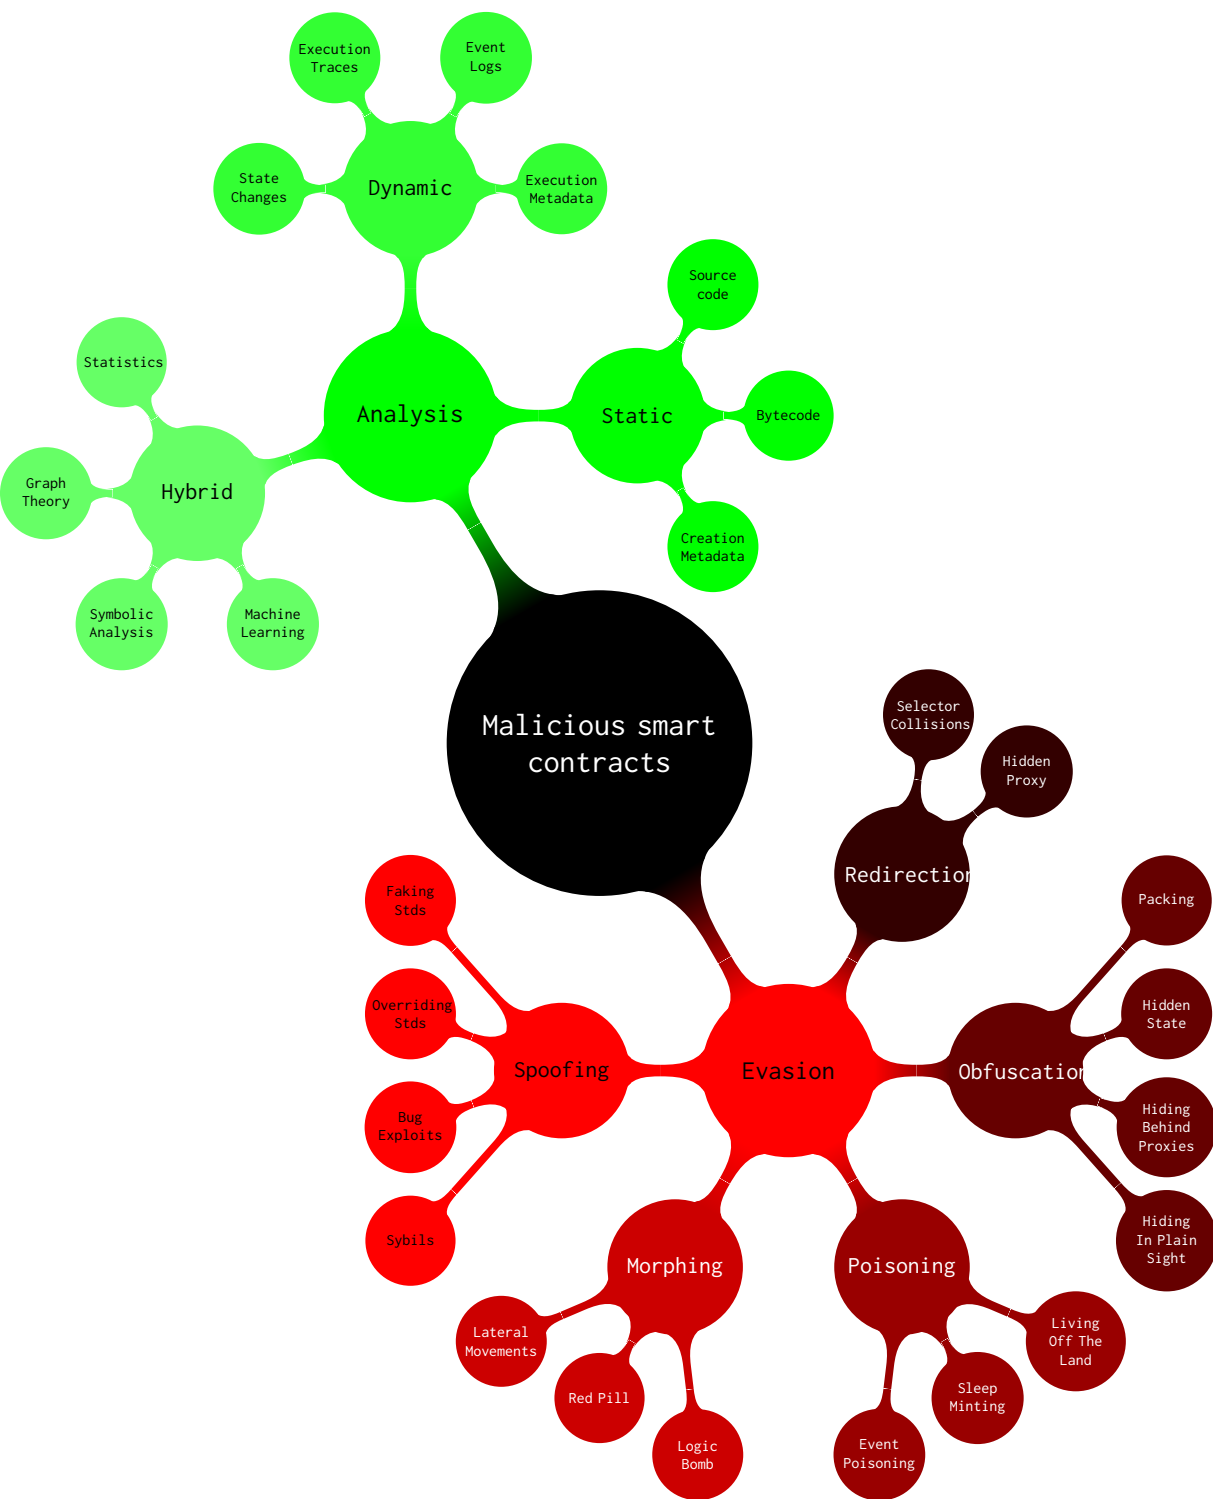 Execution
Traces
Event
Logs
State
Changes
Dynamic
Execution
Metadata
Source
code
Statistics
Analysis
Static
Bytecode
Graph
Theory
Hybrid
Creation
Metadata
Symbolic
Analysis
Machine
Learning
Malicious smart
contracts
Selector
Collisions
Hidden
Proxy
Redirection
Faking
Stds
Packing
Overriding
Stds
Hidden
State
Spoofing
Evasion
Obfuscation
Bug
Exploits
Hiding
Behind
Proxies
Sybils
Hiding
In Plain
Sight
Morphing
Poisoning
Lateral
Movements
Living
Off The
Land
Red Pill
Sleep
Minting
Logic
Bomb
Event
Poisoning